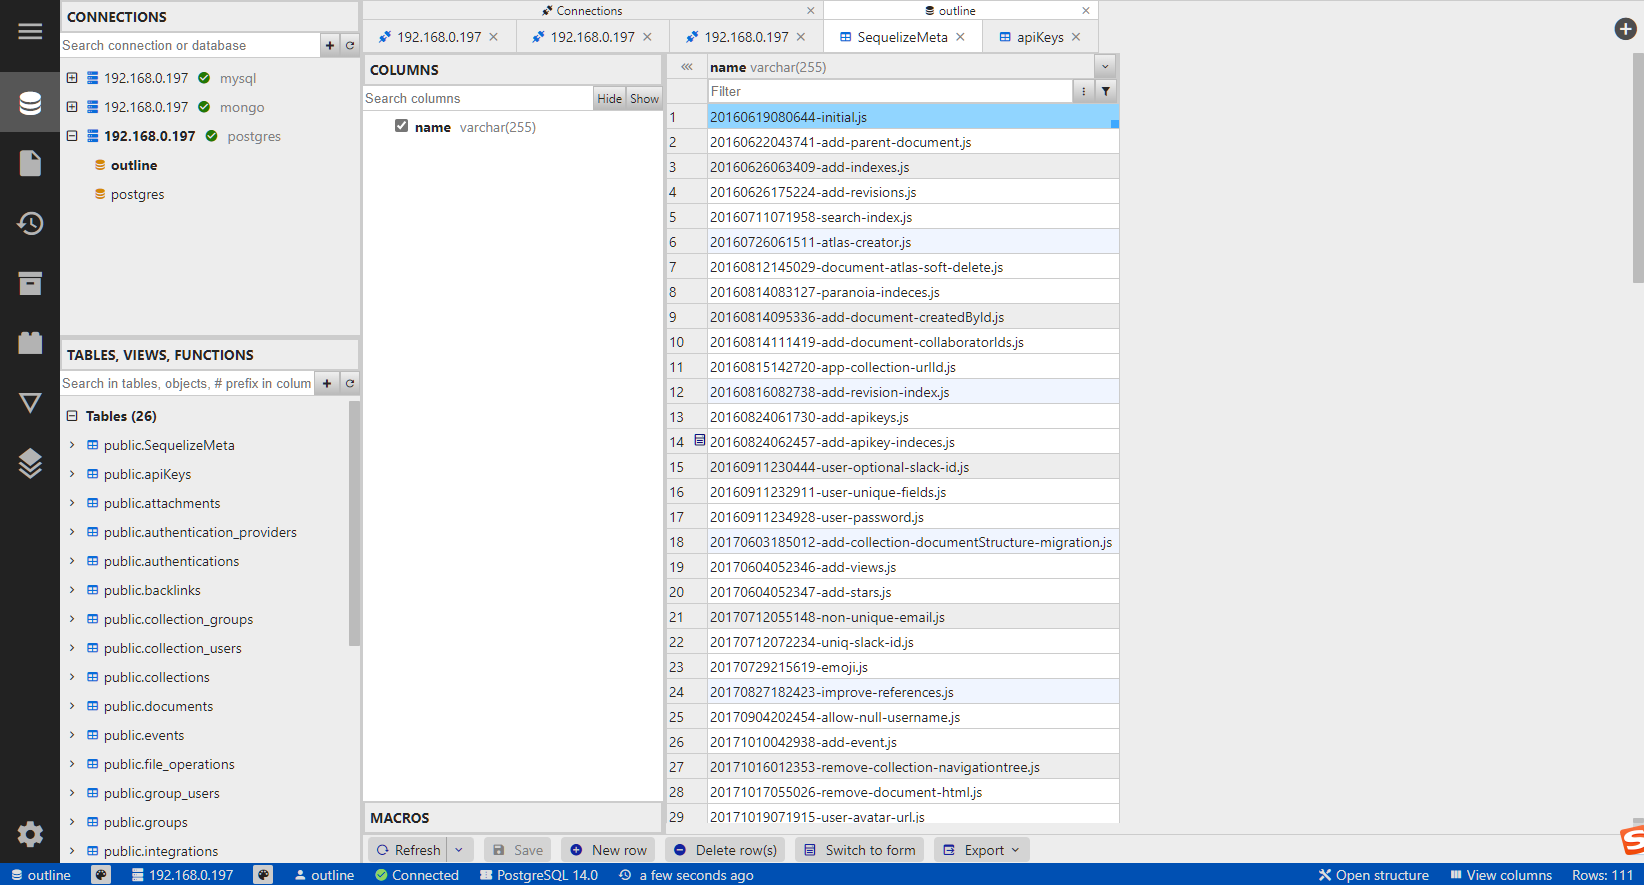 CONNECTIONS
Search connection or database
192.168.0.197 mysql
192.168.0.197 mongo
192.168.0.197 postgres
outline
postgres
TABLES, VIEWS, FUNCTIONS
Search in tables, objects, # prefix in colum
Tables (26)
public.SequelizeMeta
public.apiKeys
public.attachments
public.authentication_providers
public.authentications
public.backlinks
public.collection_groups
public.collection_users
public.collections
public.documents
public.events
public.file_operations
public.group_users
public.groups
public.integrations
Connections
outline
192.168.0.197
192.168.0.197
192.168.0.197
SequelizeMeta
apiKeys
COLUMNS
Search columns
Hide
Show
name varchar(255)
MACROS
name varchar(255)
Filter
1 20160619080644-initial.js
2 20160622043741-add-parent-document.js
3 20160626063409-add-indexes.js
4 20160626175224-add-revisions.js
5 20160711071958-search-index.js
6 20160726061511-atlas-creator.js
7 20160812145029-document-atlas-soft-delete.js
8 20160814083127-paranoia-indeces.js
9 20160814095336-add-document-createdById.js
10 20160814111419-add-document-collaboratorIds.js
11 20160815142720-app-collection-urlId.js
12 20160816082738-add-revision-index.js
13 20160824061730-add-apikeys.js
14 20160824062457-add-apikey-indeces.js
15 20160911230444-user-optional-slack-id.js
16 20160911232911-user-unique-fields.js
17 20160911234928-user-password.js
18 20170603185012-add-collection-documentStructure-migration.js
19 20170604052346-add-views.js
20 20170604052347-add-stars.js
21 20170712055148-non-unique-email.js
22 20170712072234-uniq-slack-id.js
23 20170729215619-emoji.js
24 20170827182423-improve-references.js
25 20170904202454-allow-null-username.js
26 20171010042938-add-event.js
27 20171016012353-remove-collection-navigationtree.js
28 20171017055026-remove-document-html.js
29 20171019071915-user-avatar-url.js
Refresh
Save
New row
Delete row(s)
Switch to form
Export
outline
192.168.0.197
outline
Connected
PostgreSQL 14.0
a few seconds ago
Open structure
View columns
Rows: 111